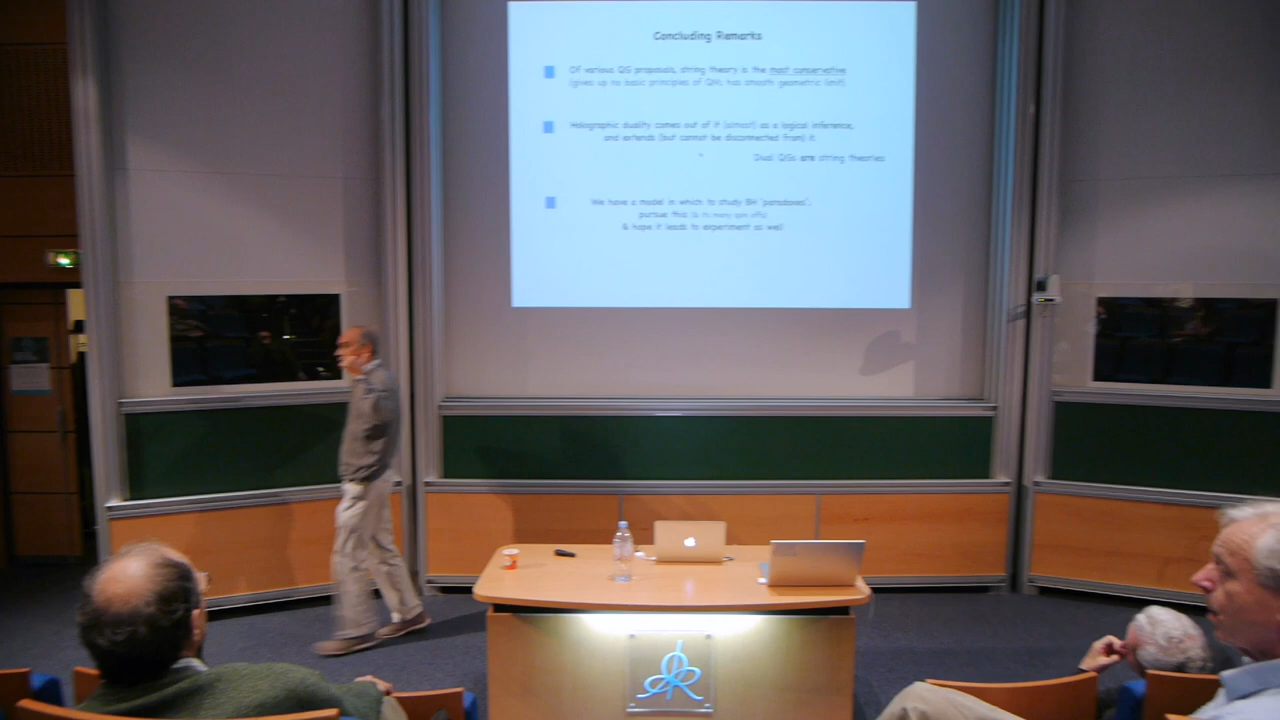 Concluding Remarks
Of various QG proposals, string theory is the most conservative
(gives up no basic principles of QM, has smooth geometric limit)
Holographic duality comes out of it (almost) as a logical inference,
and extends (but cannot be disconnected from) it.
Dual QGs are string theories
We have a model in which to study BH 'paradoxes':
pursue this (& its many spin offs)
& hope it leads to experiment as well